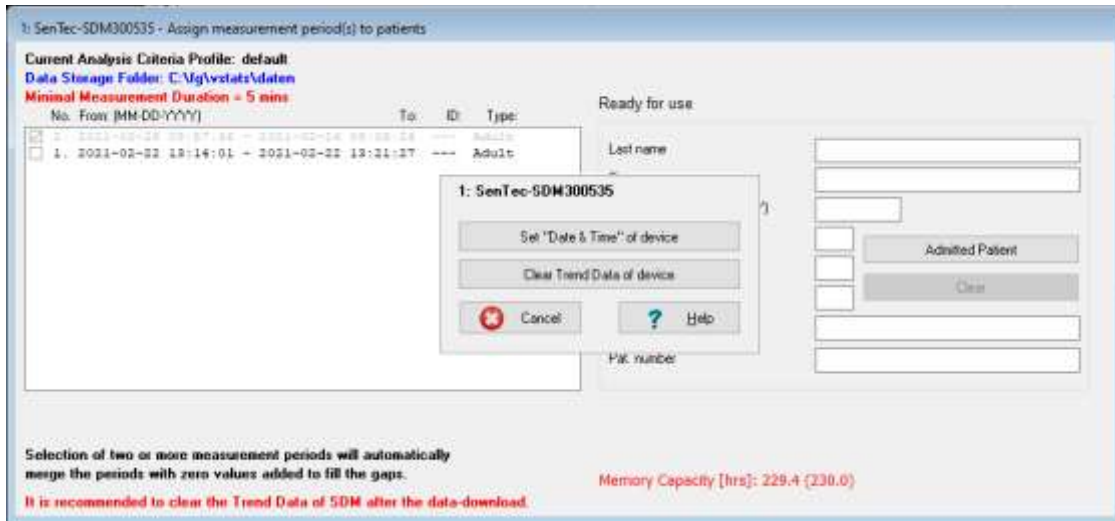 1: SenTec-SDM300535 - Assign measurement period(s) to patients
Current Analysis Criteria Profile: default
Data Storage Folder: C:\fg\vstats\daten
Minimal Measurement Duration = 5 mins
No. From: (MM-DD-YYYY) To: ID: Type:
1. 2021-02-22 13:14:01 - 2021-02-22 13:21:27 --- Adult
Ready for use
Last name
1: SenTec-SDM300535
Set "Date & Time" of device
Clear Trend Data of device
Cancel
Help
Admitted Patient
Clear
Pat. number
Selection of two or more measurement periods will automatically
merge the periods with zero values added to fill the gaps.
It is recommended to clear the Trend Data of SDM after the data-download.
Memory Capacity [hrs]: 229.4 (230.0)